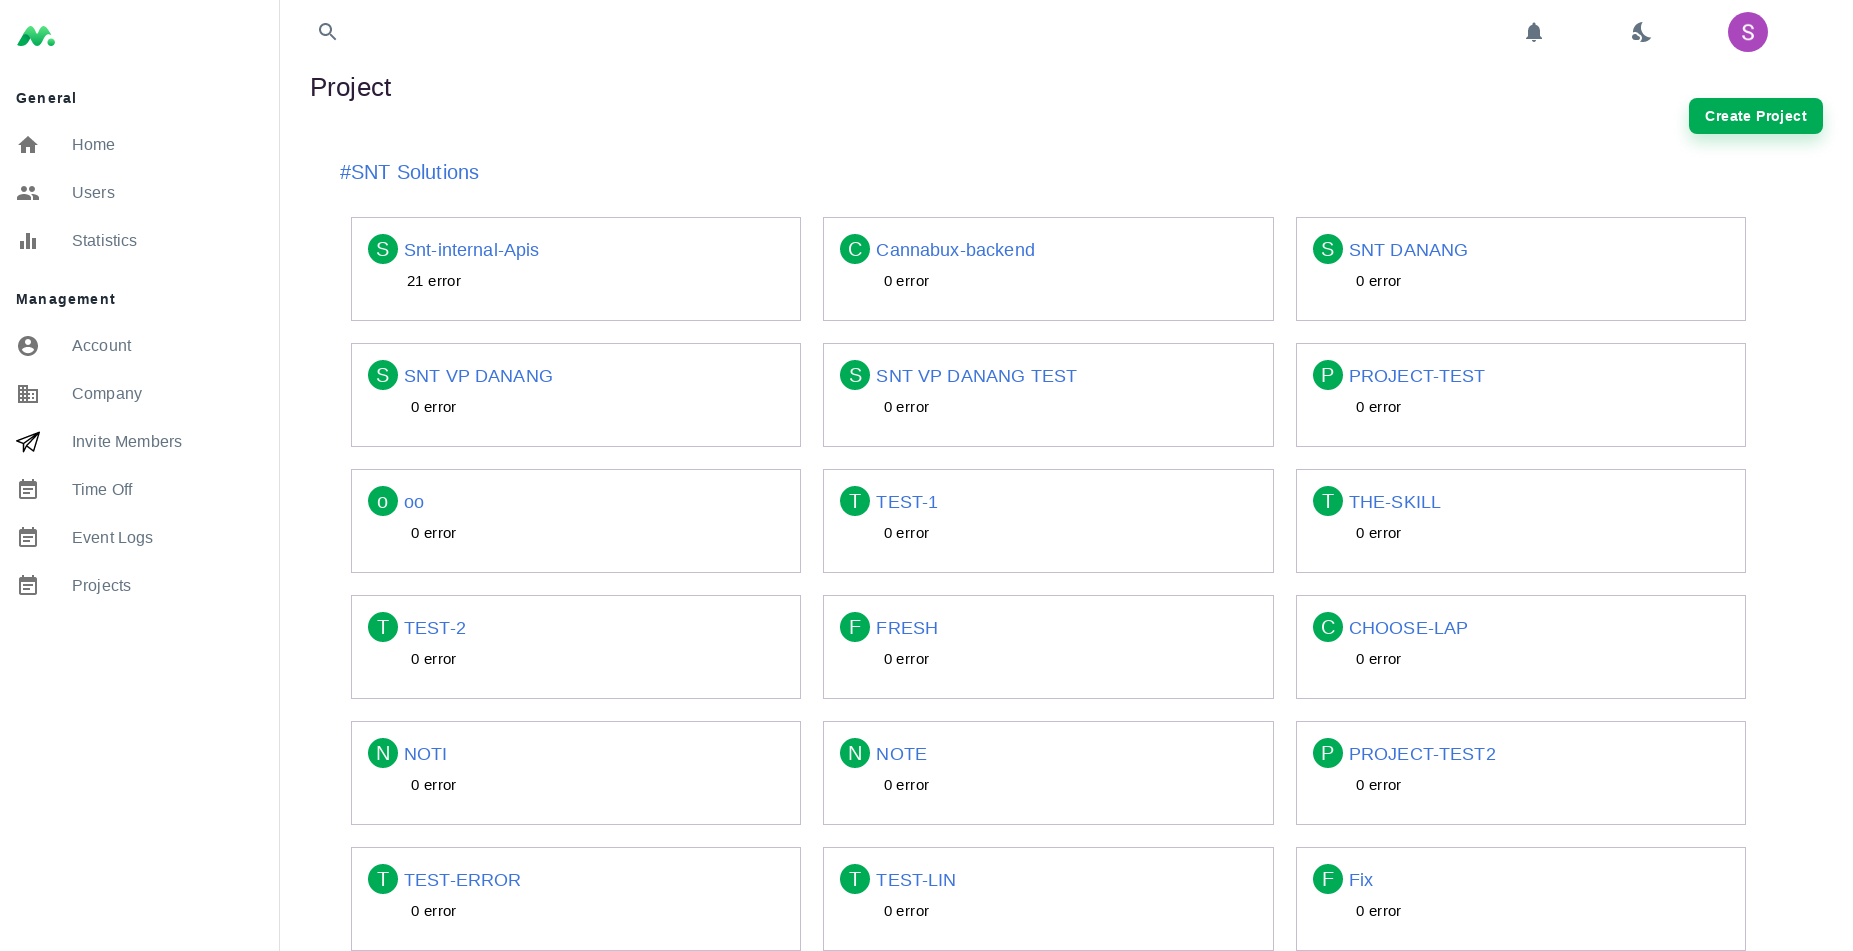 S
Project
Create Project
General
Home
Users
Statistics
Management
Account
Company
Invite Members
Time Off
Event Logs
Projects
#SNT Solutions
S Snt-internal-Apis
21 error
C Cannabux-backend
0 error
S SNT DANANG
0 error
S SNT VP DANANG
0 error
S SNT VP DANANG TEST
0 error
P PROJECT-TEST
0 error
o oo
0 error
T TEST-1
0 error
T THE-SKILL
0 error
T TEST-2
0 error
F FRESH
0 error
C CHOOSE-LAP
0 error
N NOTI
0 error
N NOTE
0 error
P PROJECT-TEST2
0 error
T TEST-ERROR
0 error
T TEST-LIN
0 error
F Fix
0 error